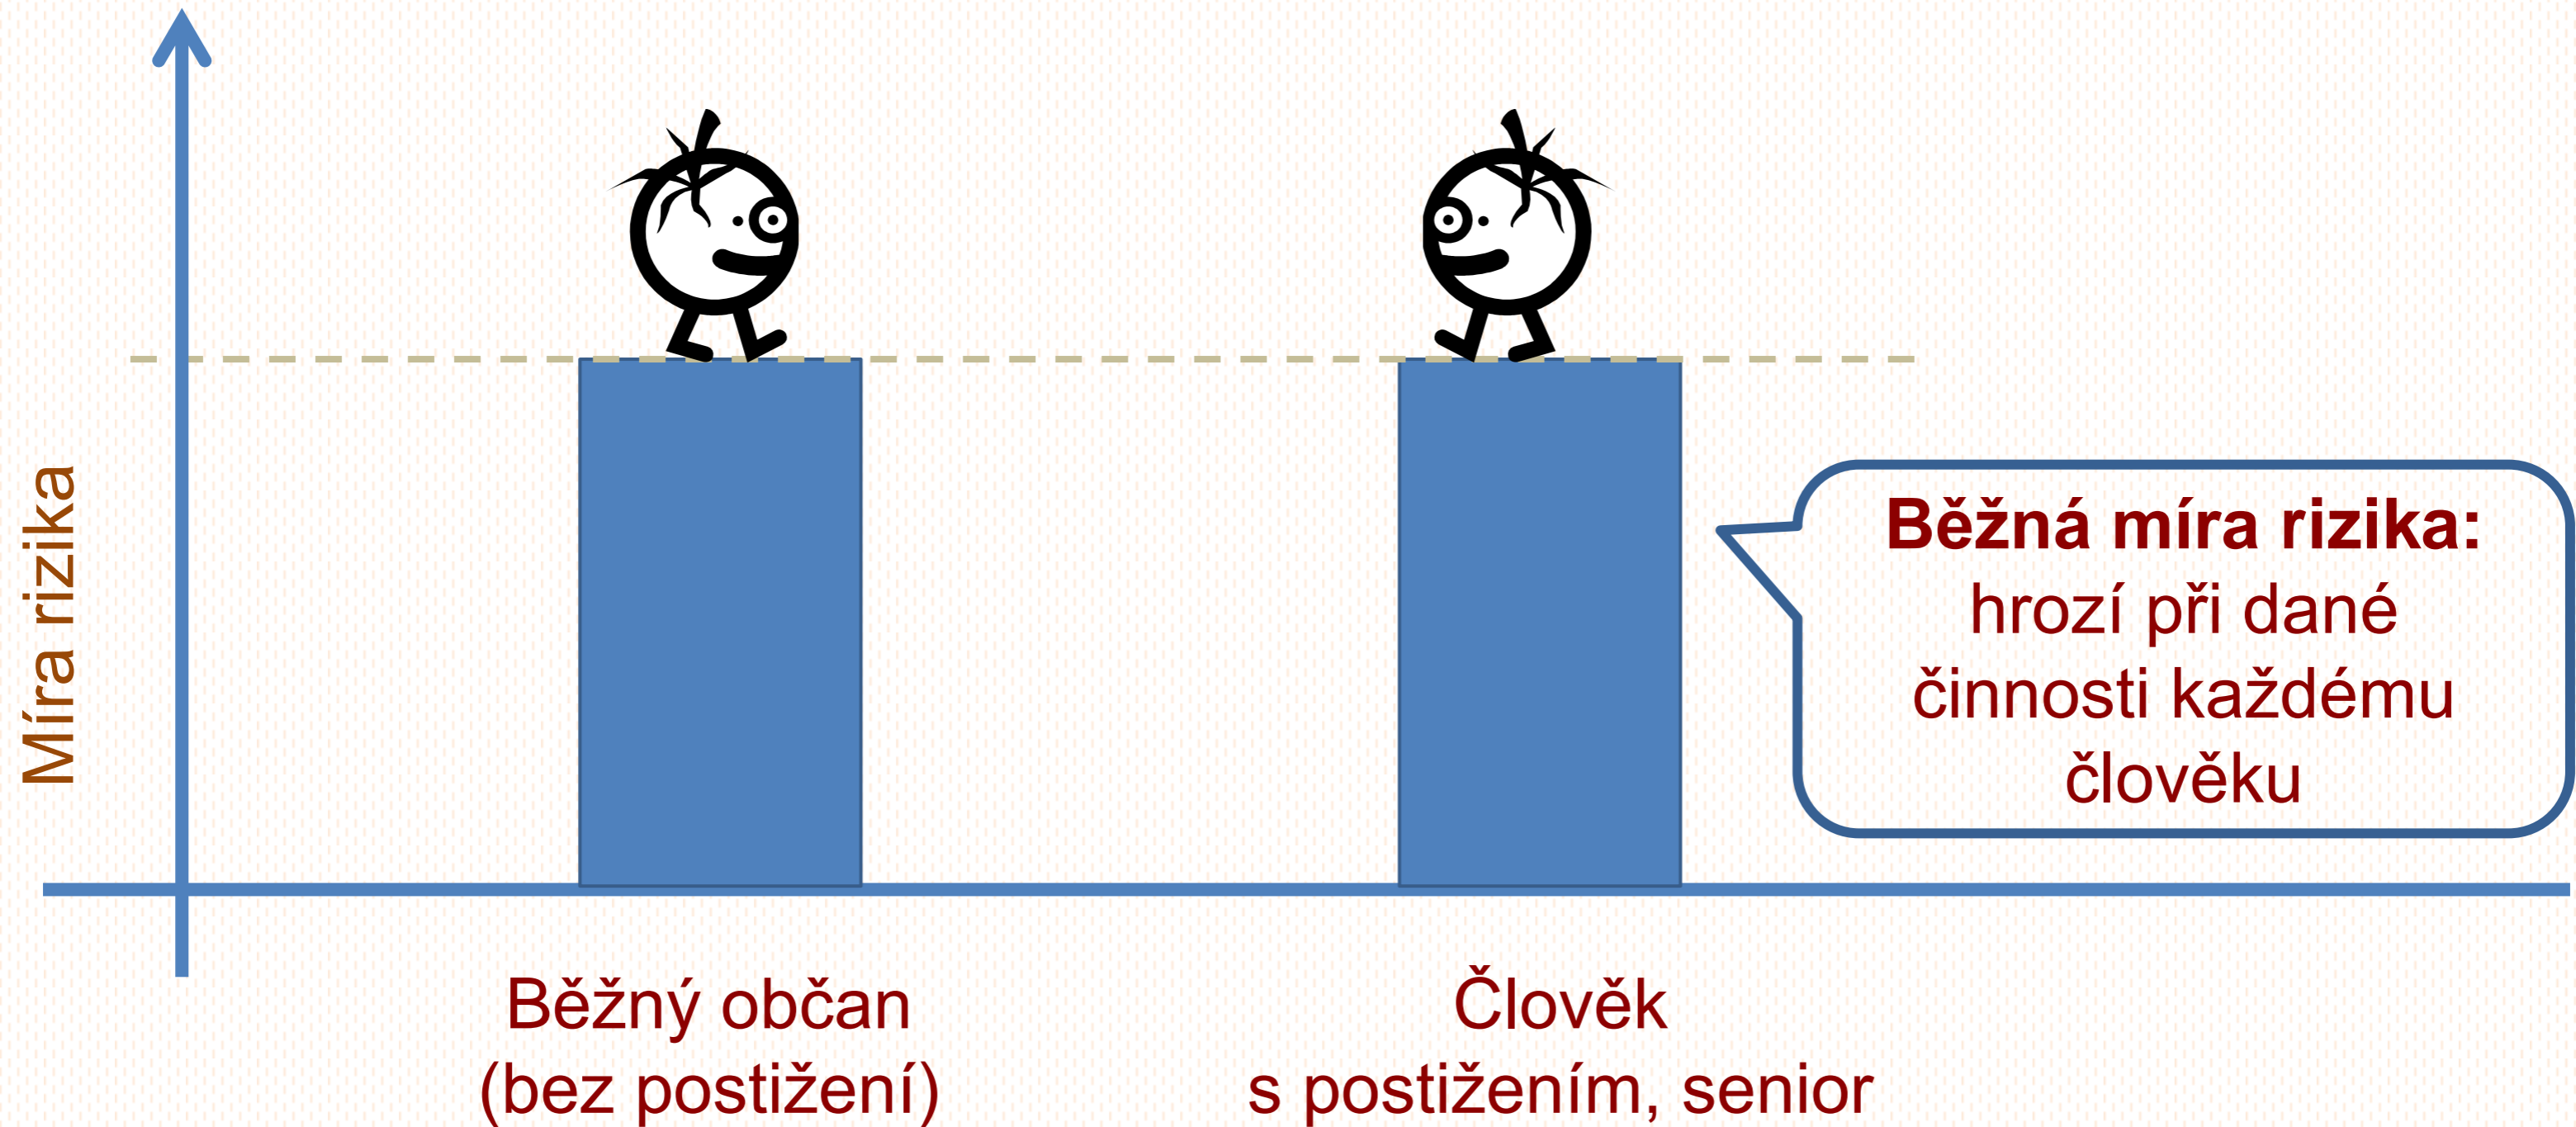 Míra rizika
Běžná míra rizika:
hrozí při dané
činnosti každému
člověku
Běžný občan
(bez postižení)
Člověk
s postižením, senior